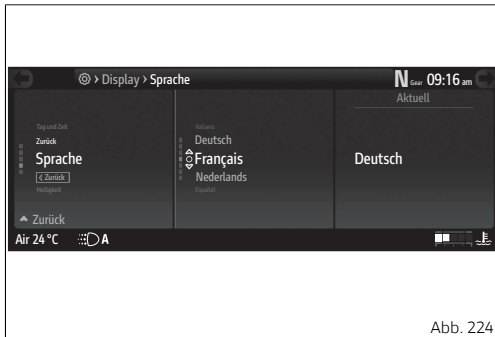 Display › Sprache
N Gear 09:16 am
Tag und Zeit
Zurück
Sprache
< Zurück
Helligkeit
Zurück
Italiano
Deutsch
Français
Nederlands
Español
Aktuell
Deutsch
Air 24 °C
A
Abb. 224